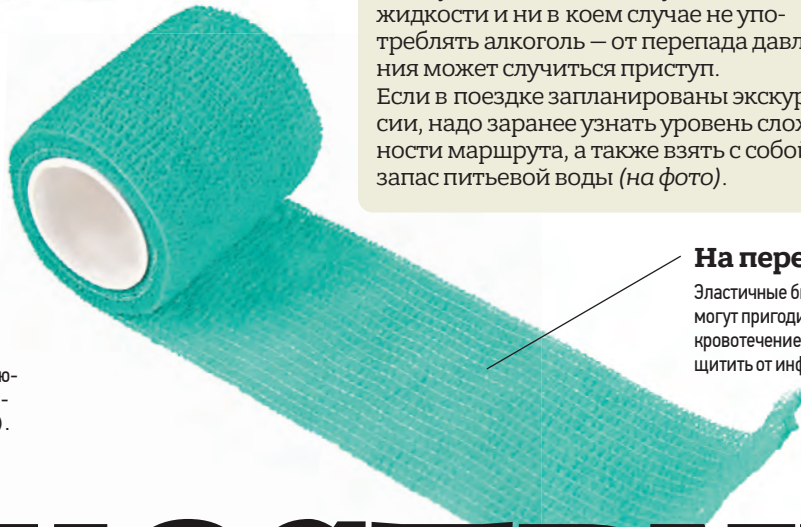 жидкости и ни в коем случае не упо-
треблять алкоголь — от перепада давл
ния может случиться приступ.
Если в поездке запланированы экскур
сии, надо заранее узнать уровень слож
ности маршрута, а также взять с собой
запас питьевой воды (на фото).
На пере
Эластичные б
могут пригоди
кровотечение
щитить от инф
ю-
-
).